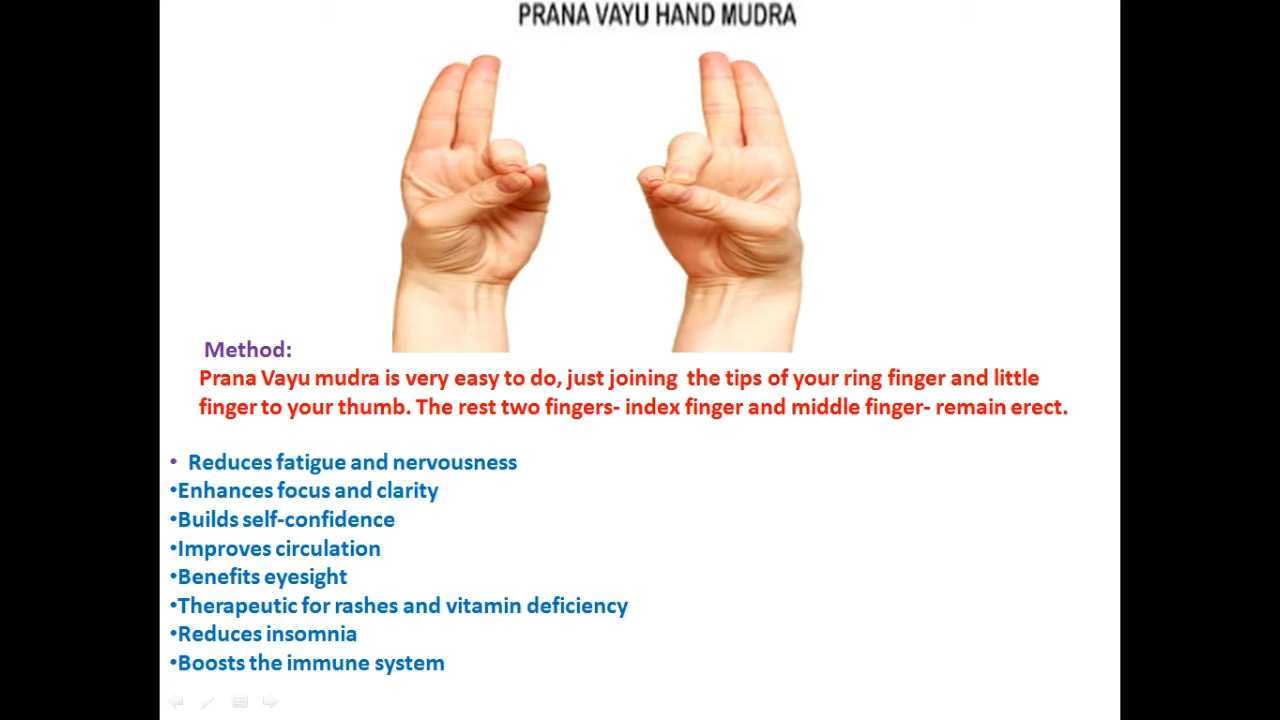 PRANA VAYU HAND MUDRA
Method:
Prana Vayu mudra is very easy to do, just joining the tips of your ring finger and little
finger to your thumb. The rest two fingers- index finger and middle finger- remain erect.
• Reduces fatigue and nervousness
•Enhances focus and clarity
•Builds self-confidence
•Improves circulation
•Benefits eyesight
•Therapeutic for rashes and vitamin deficiency
•Reduces insomnia
•Boosts the immune system